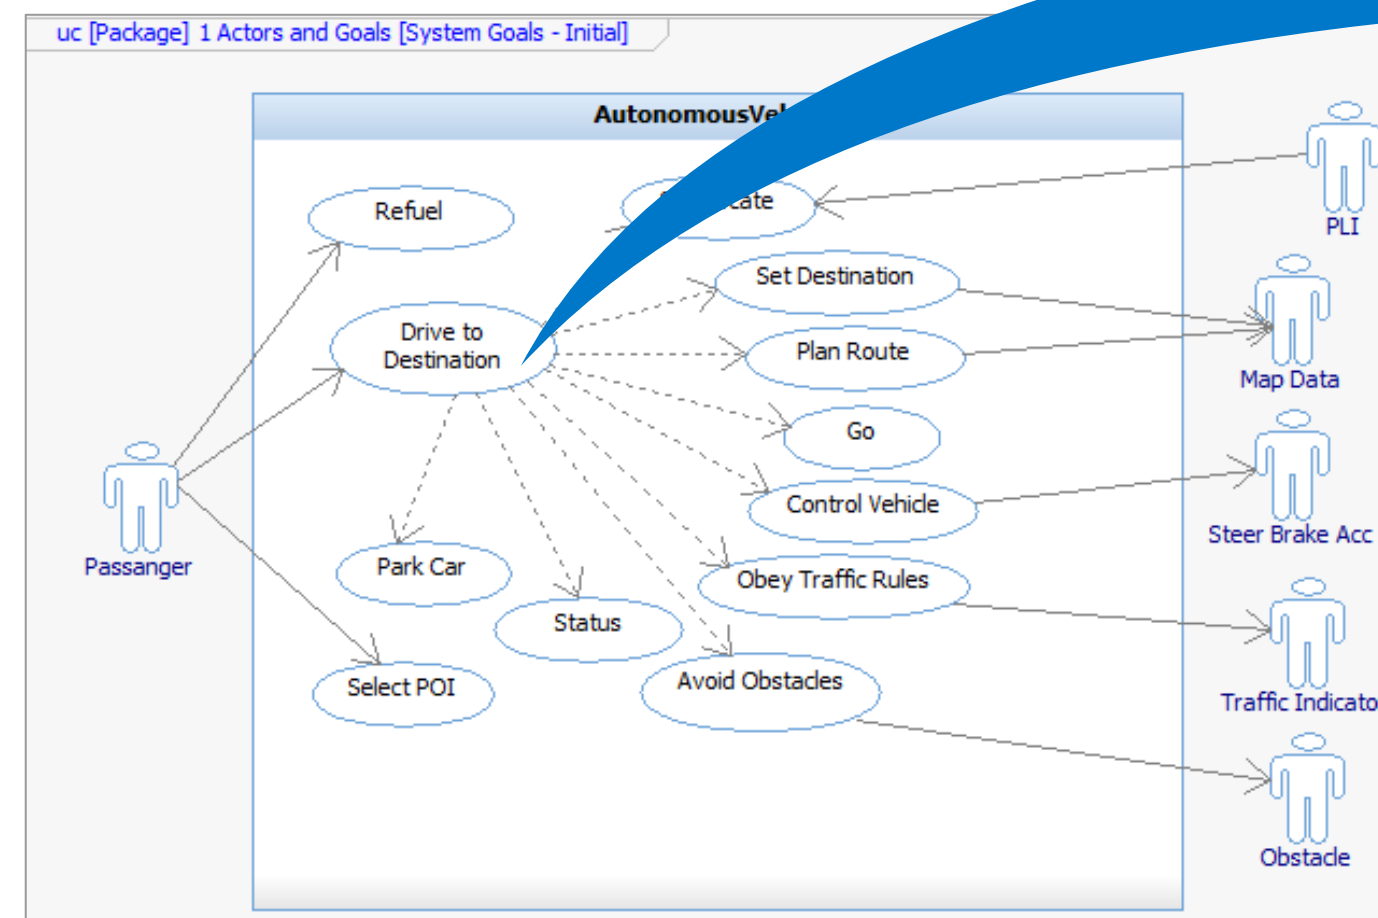 uc [Package] 1 Actors and Goals [System Goals - Initial]
AutonomousVe
PLI
Refuel
cate
Set Destination
Drive to
Destination
Plan Route
Map Data
Go
Control Vehicle
Steer Brake Acc
Passanger
Park Car
Obey Traffic Rules
Status
Select POI
Avoid Obstacles
Traffic Indicato
Obstacle